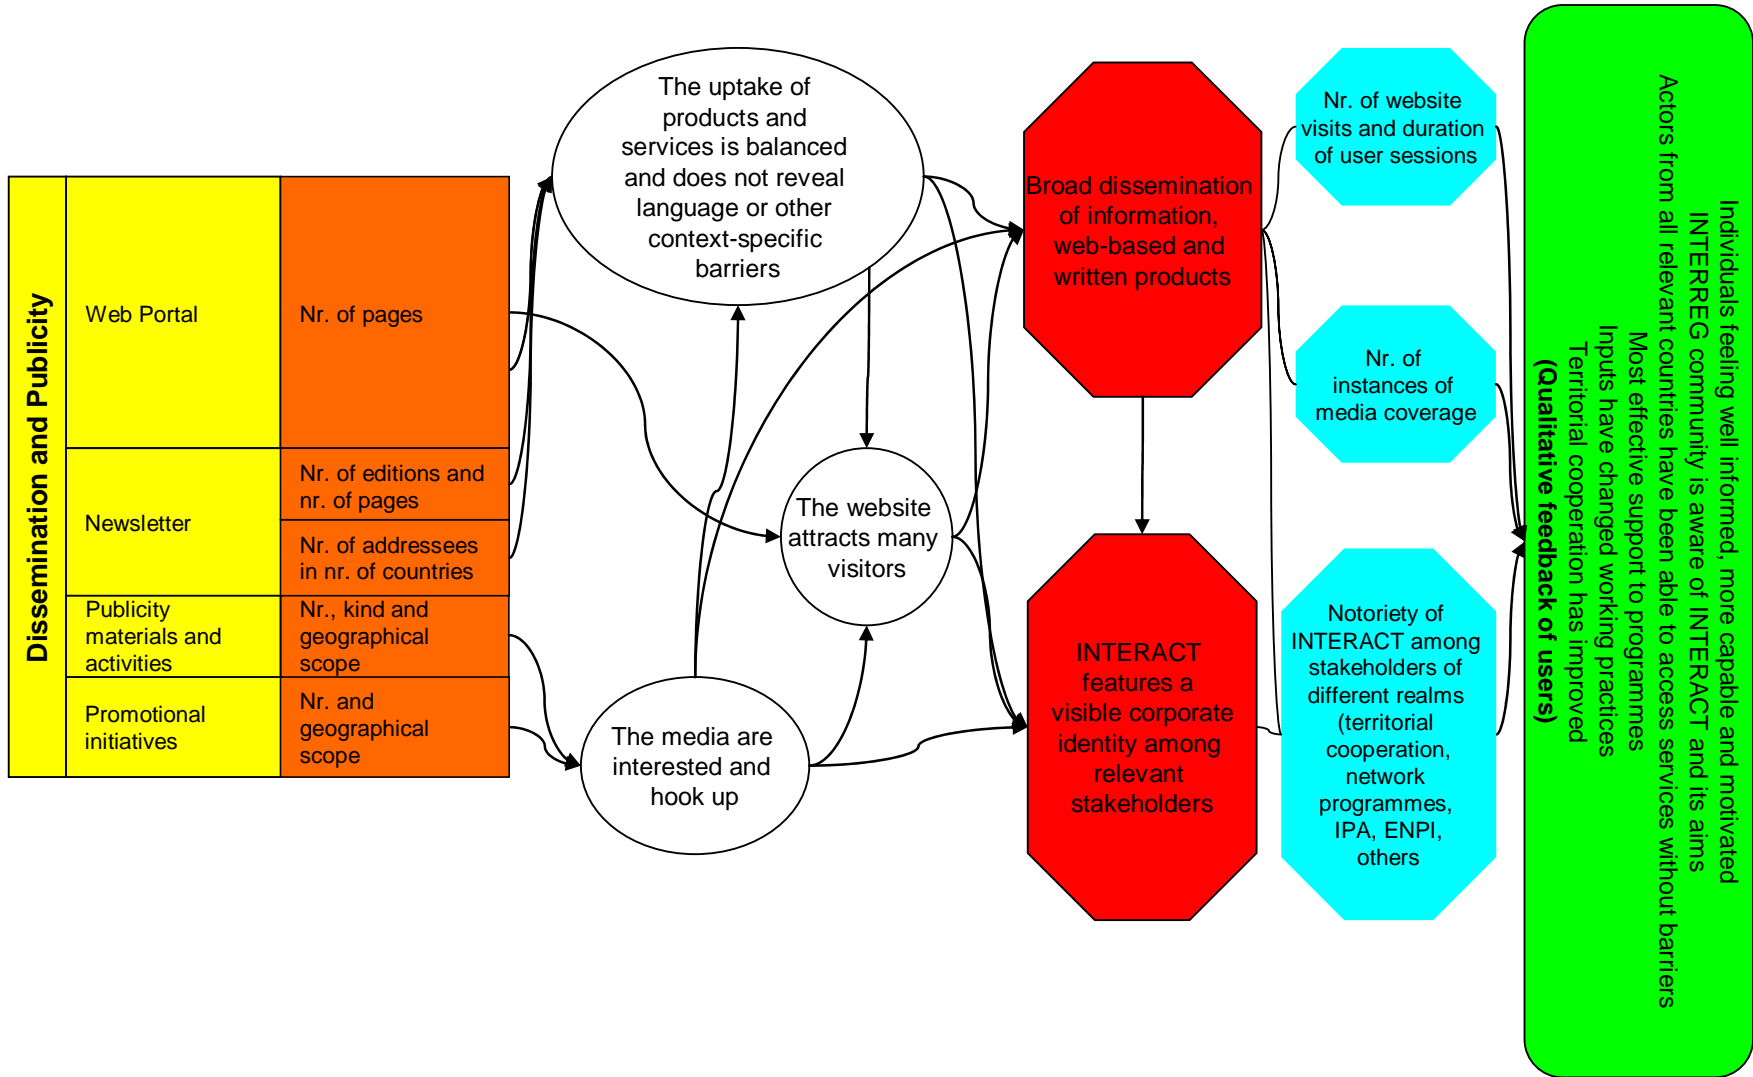 Dissemination and Publicity
Web Portal
Nr. of pages
Newsletter
Nr. of editions and
nr. of pages
Nr. of addressees
in nr. of countries
Publicity
materials and
activities
Nr., kind and
geographical
scope
Promotional
initiatives
Nr. and
geographical
scope
The uptake of
products and
services is balanced
and does not reveal
language or other
context-specific
barriers
The website
attracts many
visitors
The media are
interested and
hook up
Broad dissemination
of information,
web-based and
written products
INTERACT
features a
visible corporate
identity among
relevant
stakeholders
Nr. of website
visits and duration
of user sessions
Nr. of
instances of
media coverage
Notoriety of
INTERACT among
stakeholders of
different realms
(territorial
cooperation,
network
programmes,
IPA, ENPI,
others
Individuals feeling well informed, more capable and motivated
INTERREG community is aware of INTERACT and its aims
Actors from all relevant countries have been able to access services without barriers
Most effective support to programmes
Inputs have changed working practices
Territorial cooperation has improved
(Qualitative feedback of users)